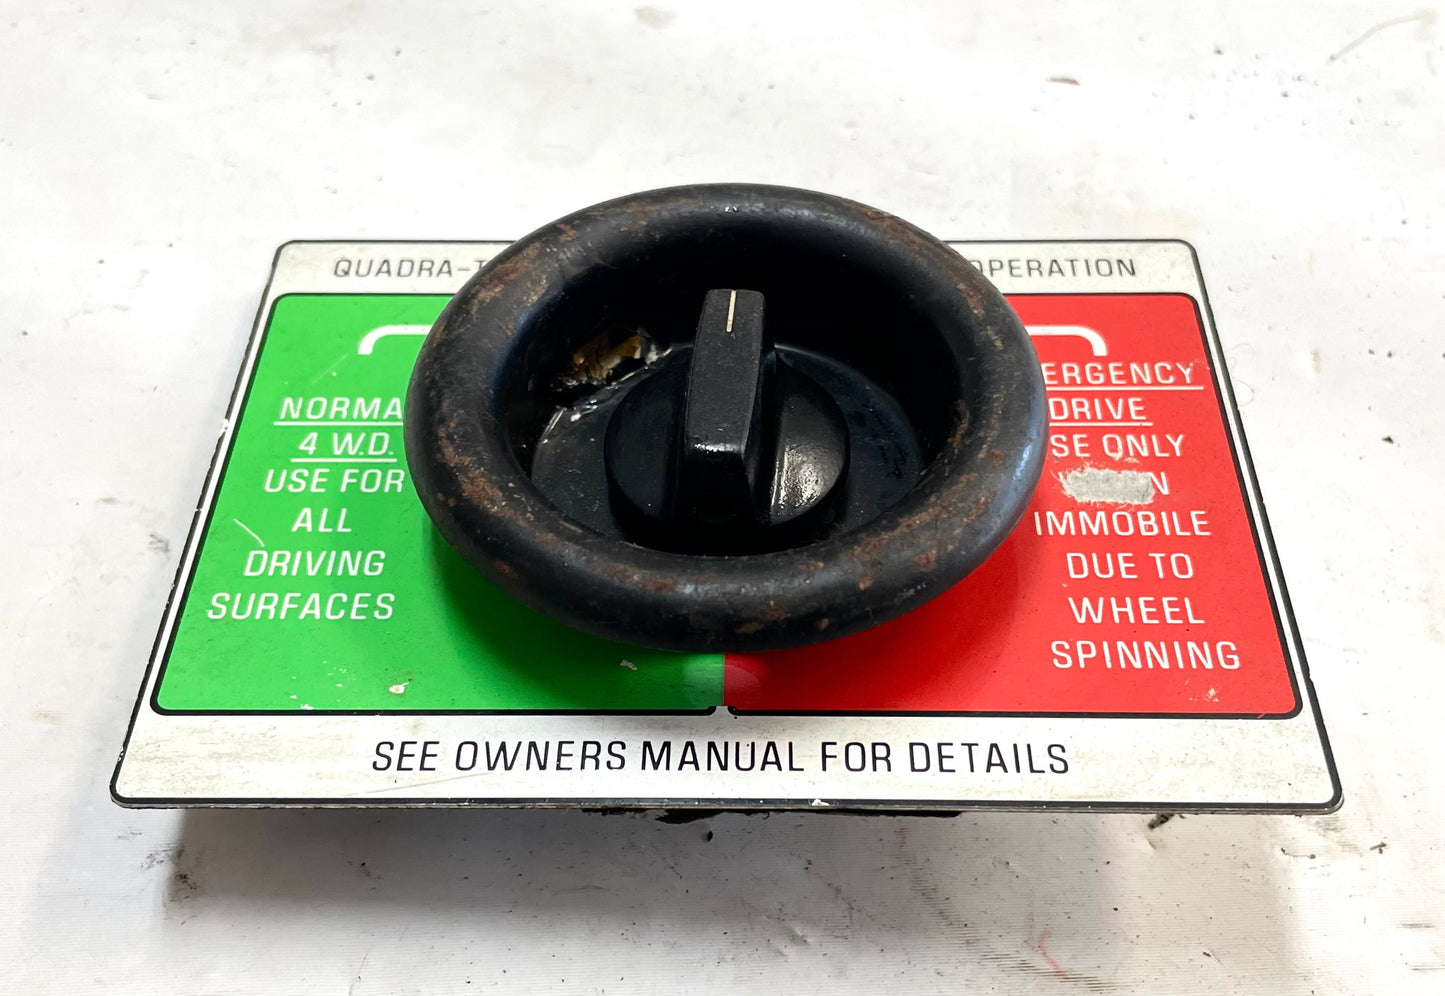 QUADRA-T OPERATION
NORMA
4 W.D.
USE FOR
ALL
DRIVING
SURFACES
ERGENCY
DRIVE
SE ONLY
N
IMMOBILE
DUE TO
WHEEL
SPINNING
SEE OWNERS MANUAL FOR DETAILS